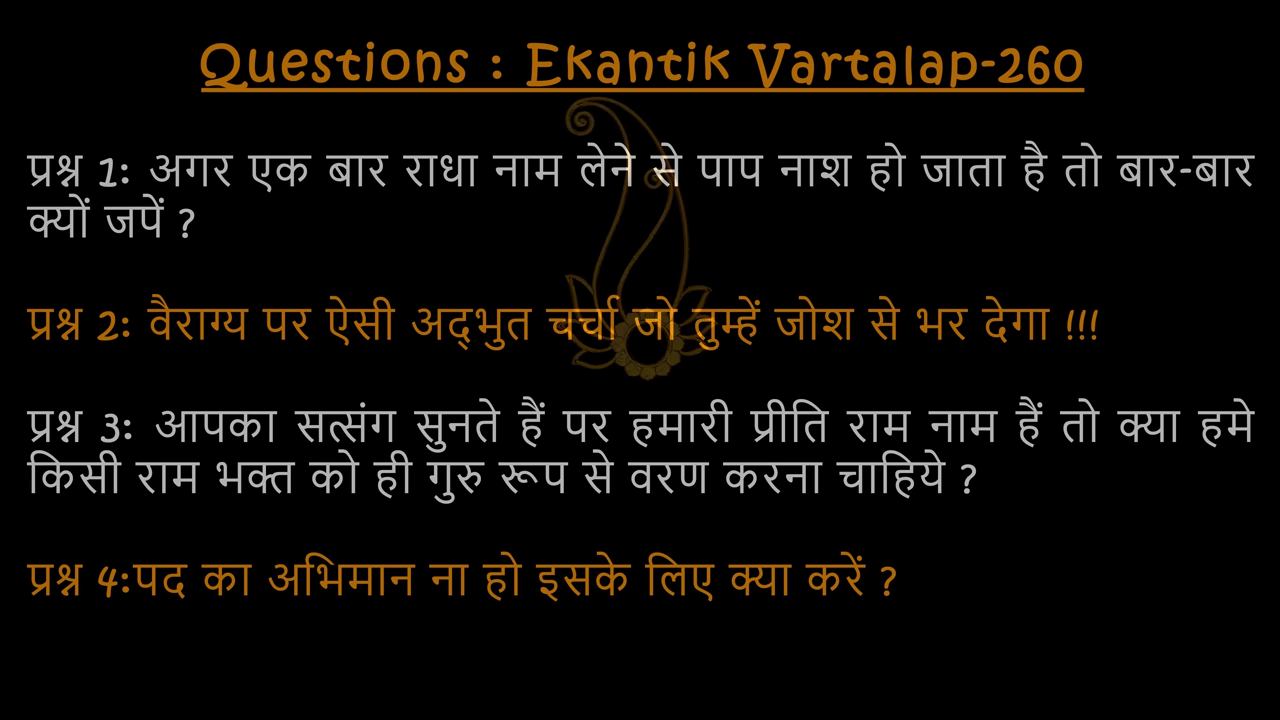 Questions : Ekantik Vartalap-260
प्रश्न 1: अगर एक बार राधा नाम लेने से पाप नाश हो जाता है तो बार-बार
क्यों जपें ?
प्रश्न 2: वैराग्य पर ऐसी अद्भुत चर्चा जो तुम्हें जोश से भर देगा !!!
प्रश्न 3: आपका सत्संग सुनते हैं पर हमारी प्रीति राम नाम हैं तो क्या हमे
किसी राम भक्त को ही गुरु रूप से वरण करना चाहिये ?
प्रश्न 4:पद का अभिमान ना हो इसके लिए क्या करें ?